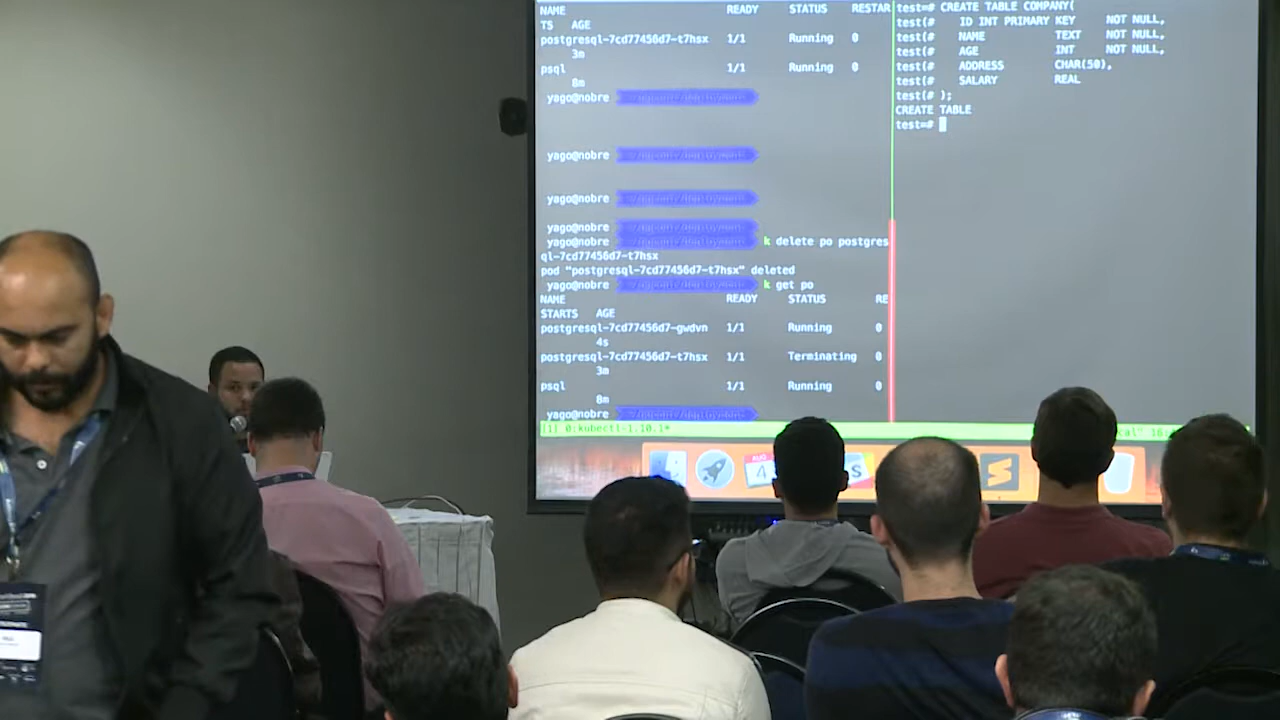 NAME READY STATUS RESTAR
TS AGE
postgresql-7cd77456d7-t7hsx 1/1 Running 0
3m
psql 1/1 Running 0
8m
yago@nobre
yago@nobre
yago@nobre
yago@nobre
yago@nobre k delete po postgres
ql-7cd77456d7-t7hsx
pod "postgresql-7cd77456d7-t7hsx" deleted
yago@nobre k get po
NAME READY STATUS RE
STARTS AGE
postgresql-7cd77456d7-gwdvn 1/1 Running 0
4s
postgresql-7cd77456d7-t7hsx 1/1 Terminating 0
3m
psql 1/1 Running 0
8m
yago@nobre
[1] 0:kubectl-1.10.1*
test=# CREATE TABLE COMPANY(
test(# ID INT PRIMARY KEY NOT NULL,
test(# NAME TEXT NOT NULL,
test(# AGE INT NOT NULL,
test(# ADDRESS CHAR(50),
test(# SALARY REAL
test(# );
CREATE TABLE
test=#
AUG
4
S